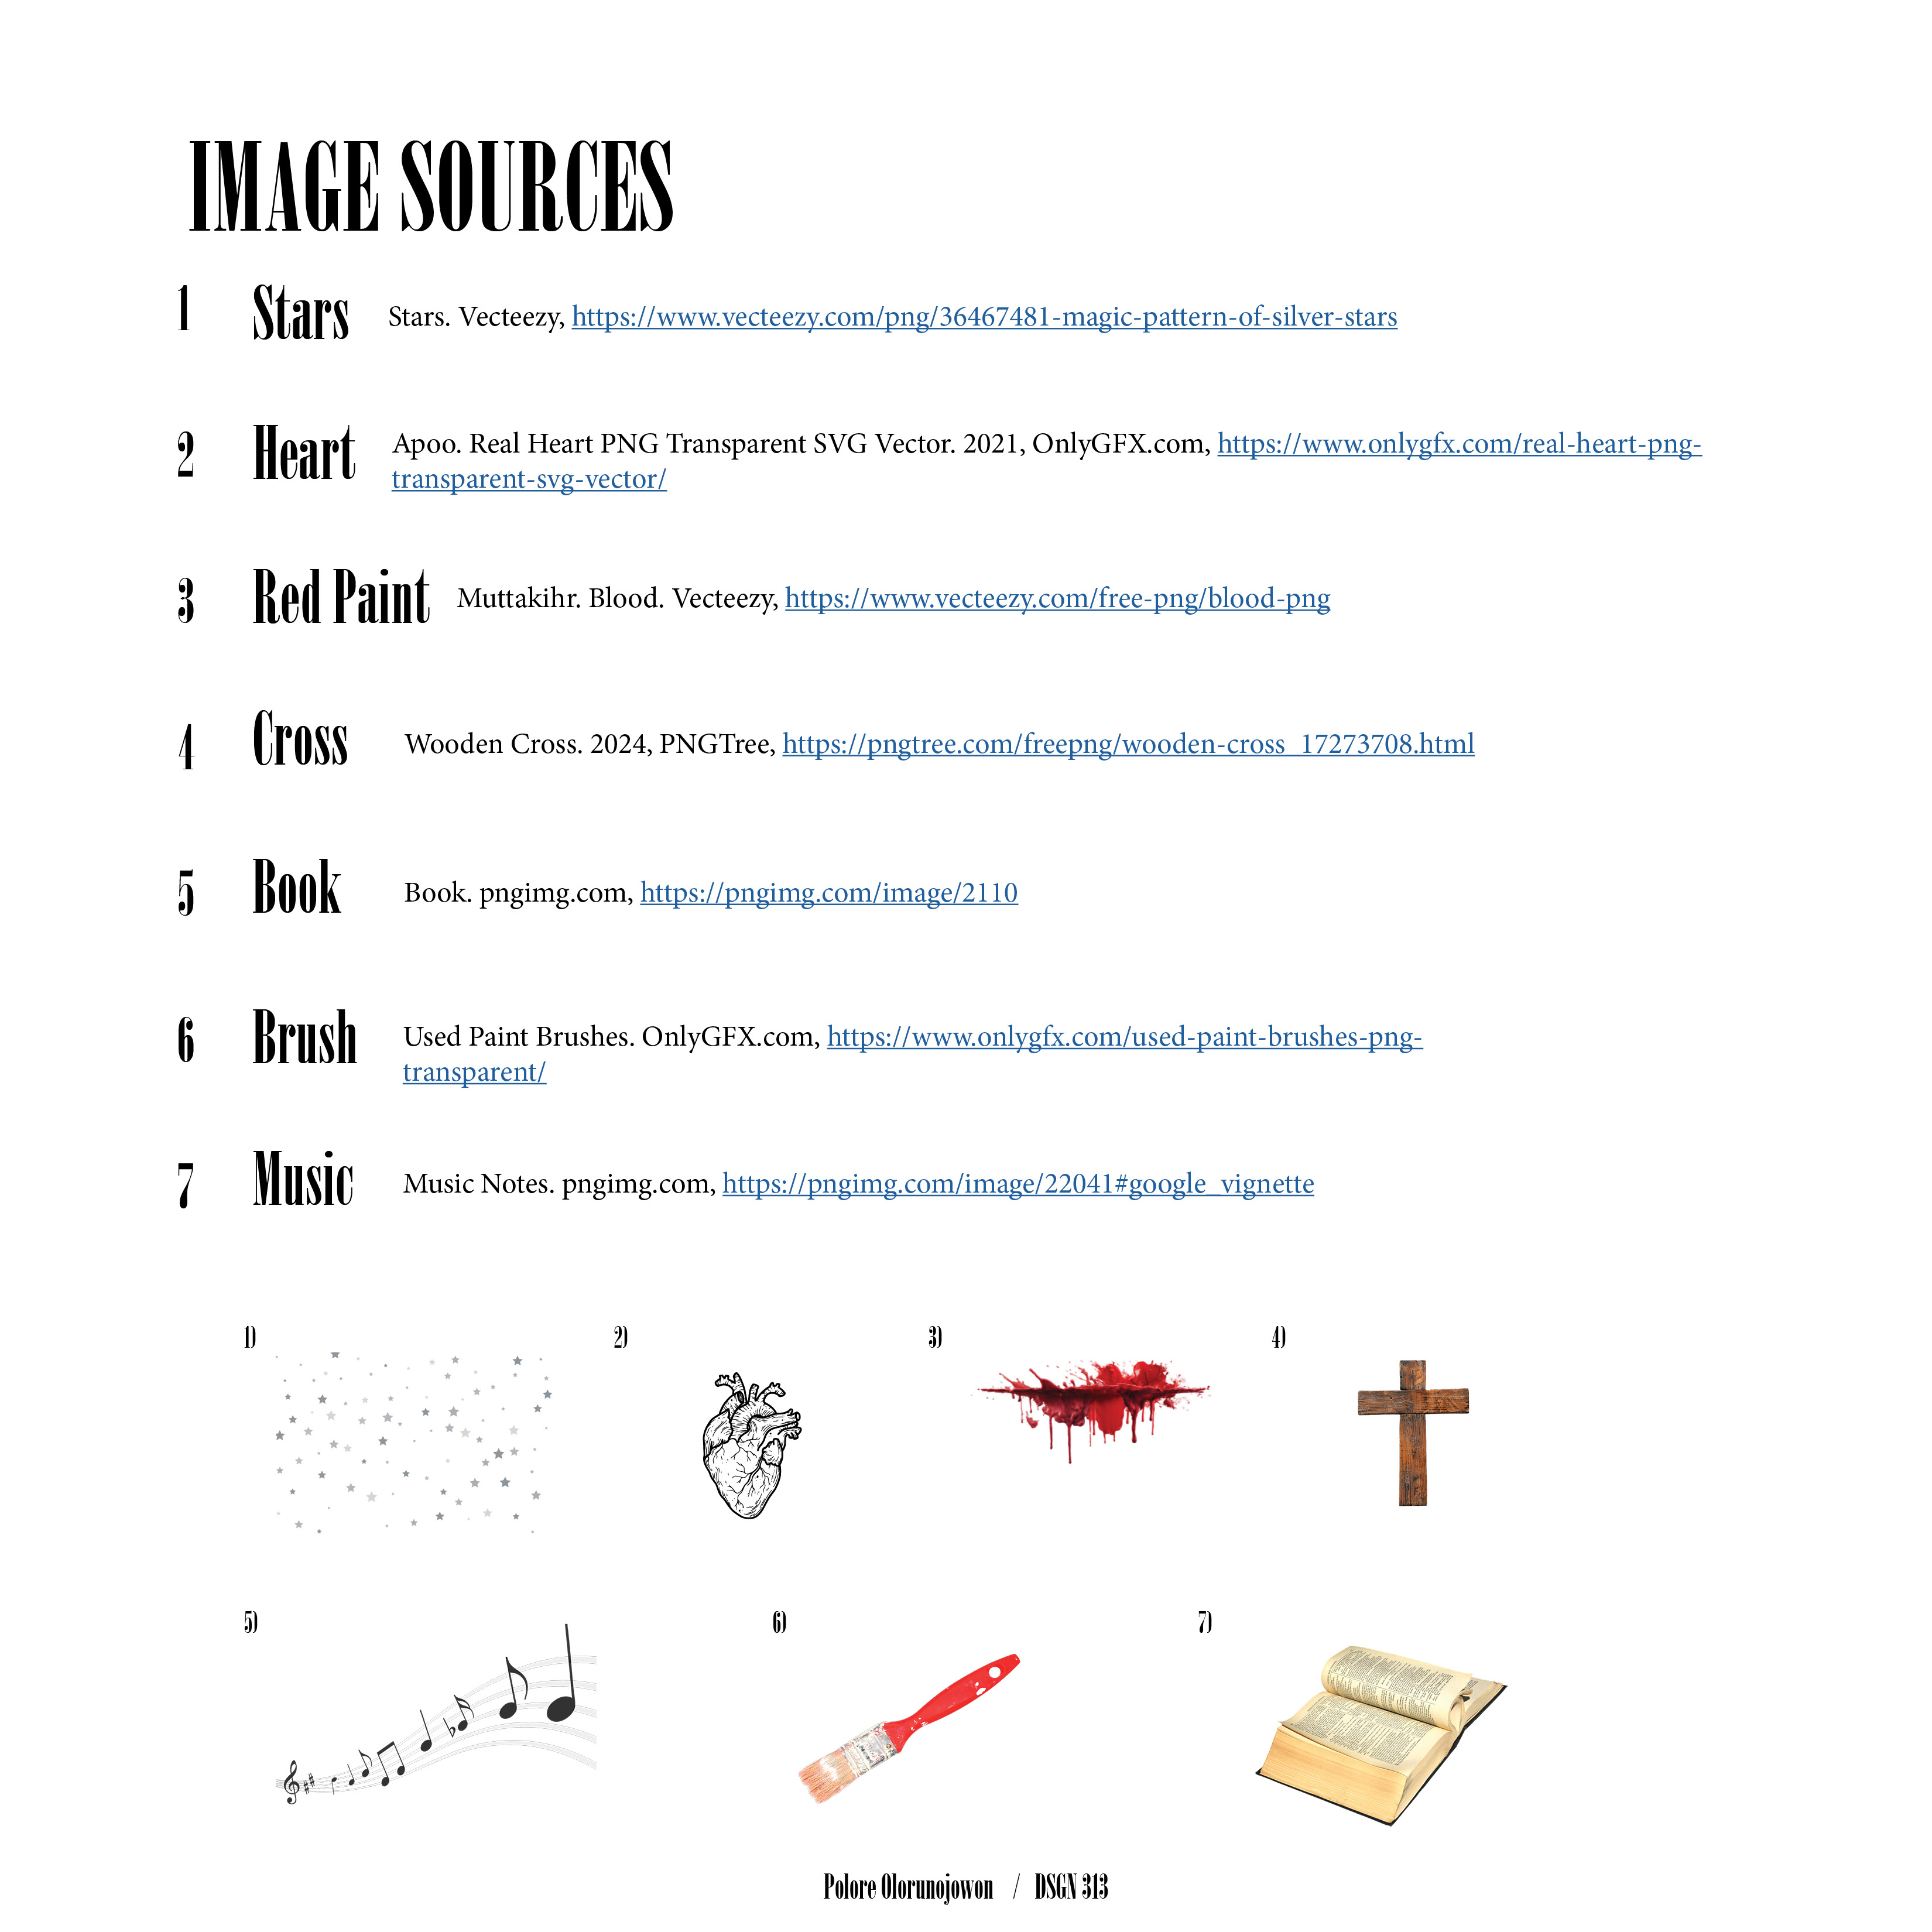 IMAGE SOURCES
1 Stars Stars. Vecteezy, https://www.vecteezy.com/png/36467481-magic-pattern-of-silver-stars
2 Heart Apoo. Real Heart PNG Transparent SVG Vector. 2021, OnlyGFX.com, https://www.onlygfx.com/real-heart-png-
transparent-svg-vector/
3 Red Paint Muttakihr. Blood. Vecteezy, https://www.vecteezy.com/free-png/blood-png
4 Cross Wooden Cross. 2024, PNGTree, https://pngtree.com/freepng/wooden-cross_17273708.html
5 Book Book. pngimg.com, https://pngimg.com/image/2110
6 Brush Used Paint Brushes. OnlyGFX.com, https://www.onlygfx.com/used-paint-brushes-png-
transparent/
7 Music Music Notes. pngimg.com, https://pngimg.com/image/22041#google_vignette
1) 2) 3) 4)
5) 6) 7)
Polore Olorunojowon / DSGN 313